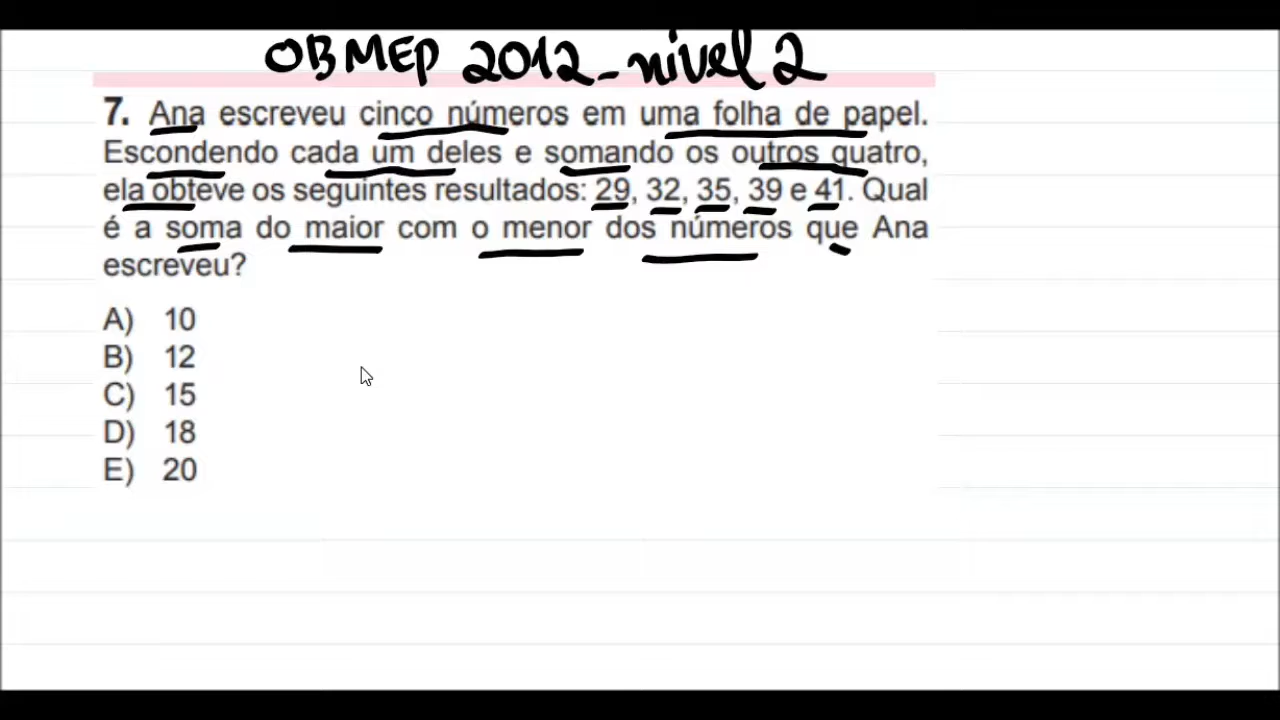 OBMEP 2012 - nivel 2
7. Ana escreveu cinco números em uma folha de papel.
Escondendo cada um deles e somando os outros quatro,
ela obteve os seguintes resultados: 29, 32, 35, 39 e 41. Qual
é a soma do maior com o menor dos números que Ana
escreveu?
A) 10
B) 12
C) 15
D) 18
E) 20